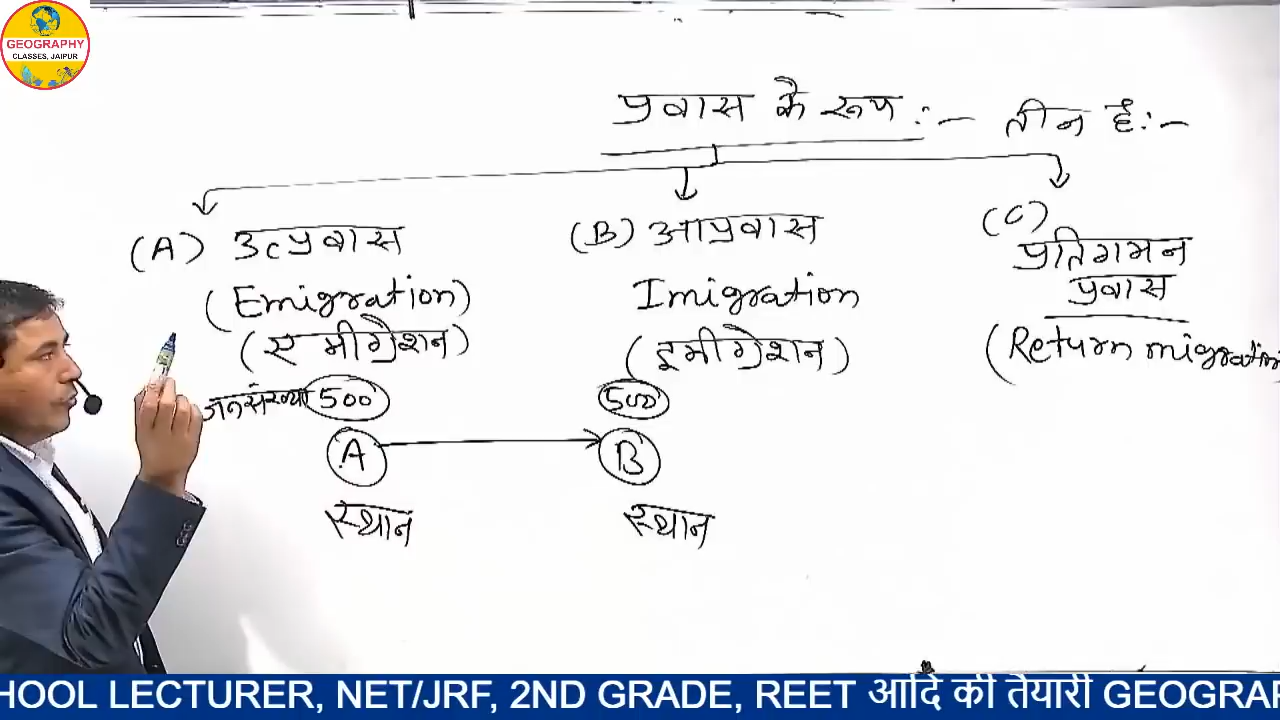 GEOGRAPHY
CLASSES, JAIPUR
प्रवास के रूप :- तीन हैं:-
(A) उत्प्रवास
(Emigration)
(एमीग्रेशन)
(B) आप्रवास
Imigration
(इमीग्रेशन)
(C)
प्रतिगमन
प्रवास
(Return migration
जनसंख्या 500
500
A
B
स्थान
स्थान
HOOL LECTURER, NET/JRF, 2ND GRADE, REET आदि की तैयारी GEOGRA